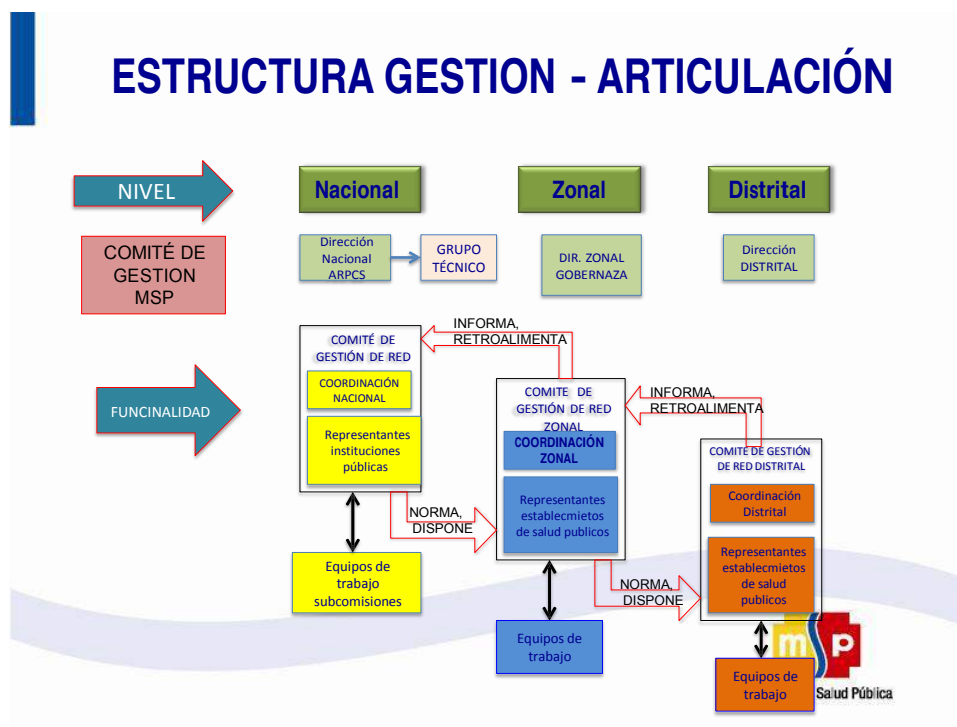 ESTRUCTURA GESTION - ARTICULACIÓN
NIVEL
Nacional
Zonal
Distrital
COMITÉ DE
GESTION
MSP
Dirección
Nacional
ARPCS
GRUPO
TÉCNICO
DIR. ZONAL
GOBERNAZA
Dirección
DISTRITAL
FUNCINALIDAD
COMITÉ DE
GESTIÓN DE RED
COORDINACIÓN
NACIONAL
Representantes
instituciones
públicas
INFORMA,
RETROALIMENTA
NORMA,
DISPONE
Equipos de
trabajo
subcomisiones
COMITE DE
GESTIÓN DE RED
ZONAL
COORDINACIÓN
ZONAL
Representantes
establecmietos
de salud publicos
INFORMA,
RETROALIMENTA
NORMA,
DISPONE
Equipos de
trabajo
COMITÉ DE GESTIÓN
DE RED DISTRITAL
Coordinación
Distrital
Representantes
establecmietos
de salud
publicos
Equipos de
trabajo
msp
Salud Pública